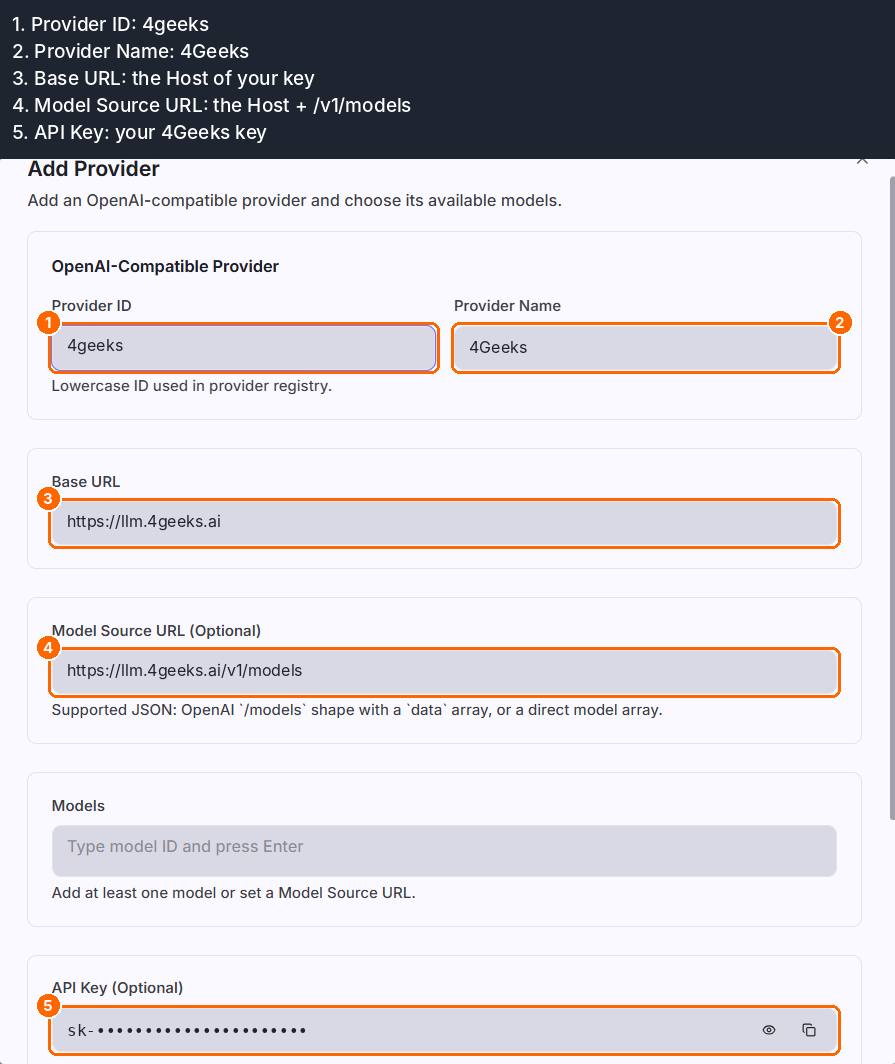 1. Provider ID: 4geeks
2. Provider Name: 4Geeks
3. Base URL: the Host of your key
4. Model Source URL: the Host + /v1/models
5. API Key: your 4Geeks key
Add Provider
Add an OpenAI-compatible provider and choose its available models.
OpenAI-Compatible Provider
Provider ID
Provider Name
1
2
4geeks
4Geeks
Lowercase ID used in provider registry.
Base URL
3
https://llm.4geeks.ai
Model Source URL (Optional)
4
https://llm.4geeks.ai/v1/models
Supported JSON: OpenAI `/models` shape with a `data` array, or a direct model array.
Models
Type model ID and press Enter
Add at least one model or set a Model Source URL.
API Key (Optional)
5
sk-••••••••••••••••••••••